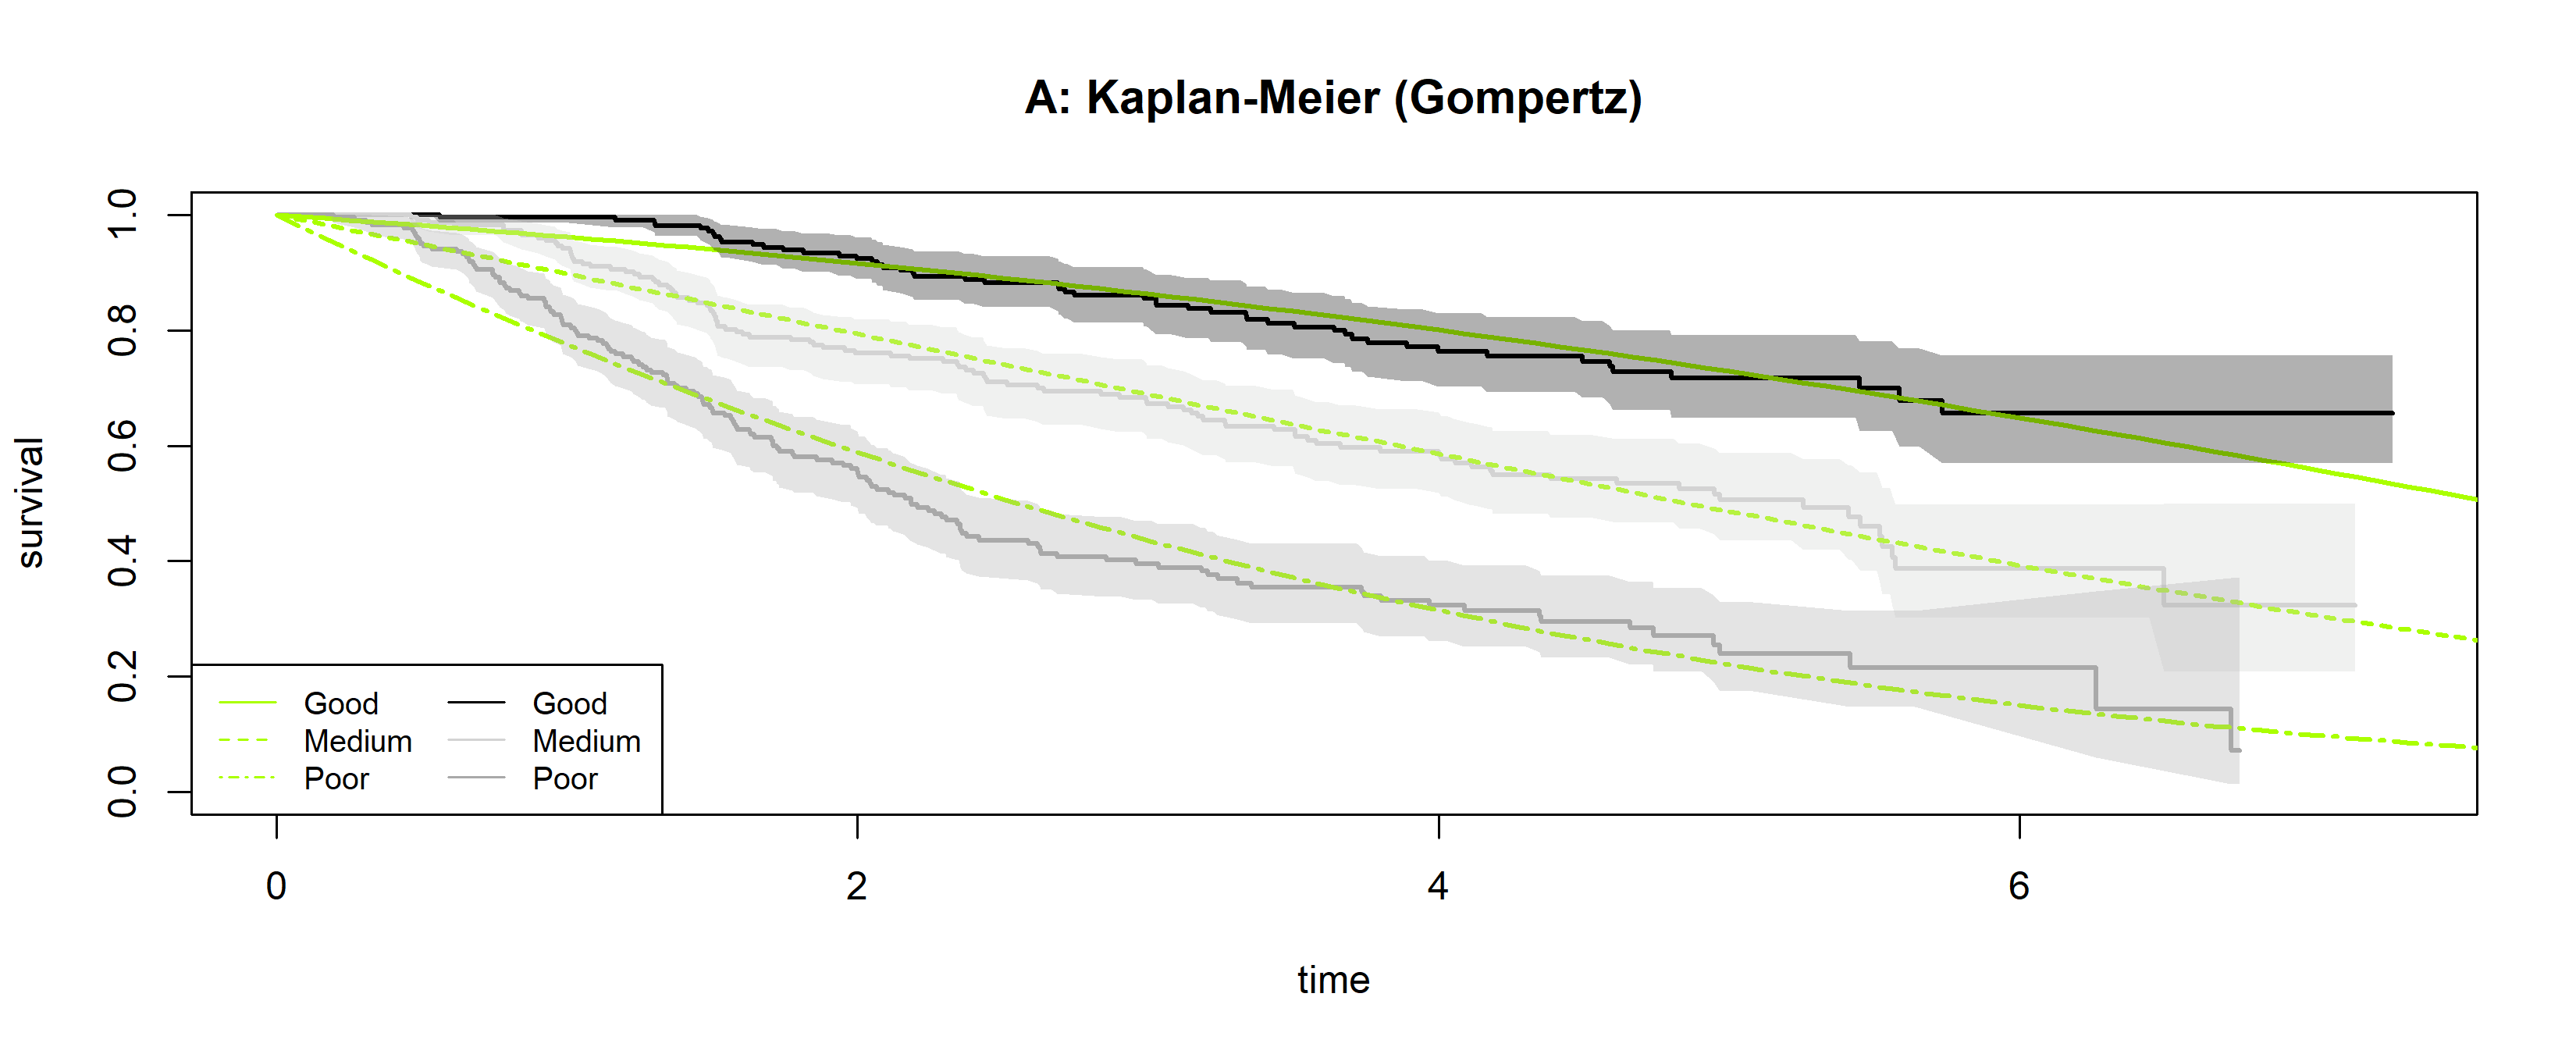 A: Kaplan-Meier (Gompertz)
survival
1.0
0.8
0.6
0.4
0.2
0.0
Good Good
Medium Medium
Poor Poor
0 2 4 6
time